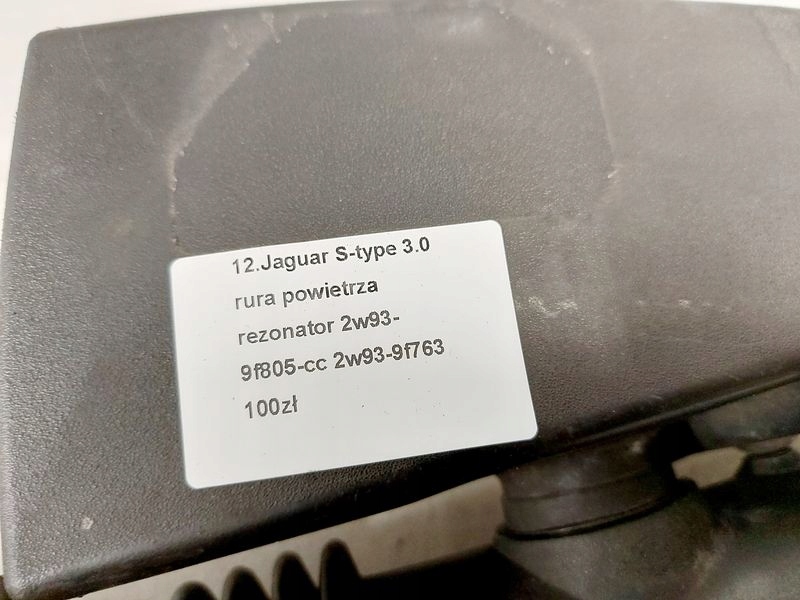 12.Jaguar S-type 3.0
rura powietrza
rezonator 2w93-
9f805-cc 2w93-9f763
100zł